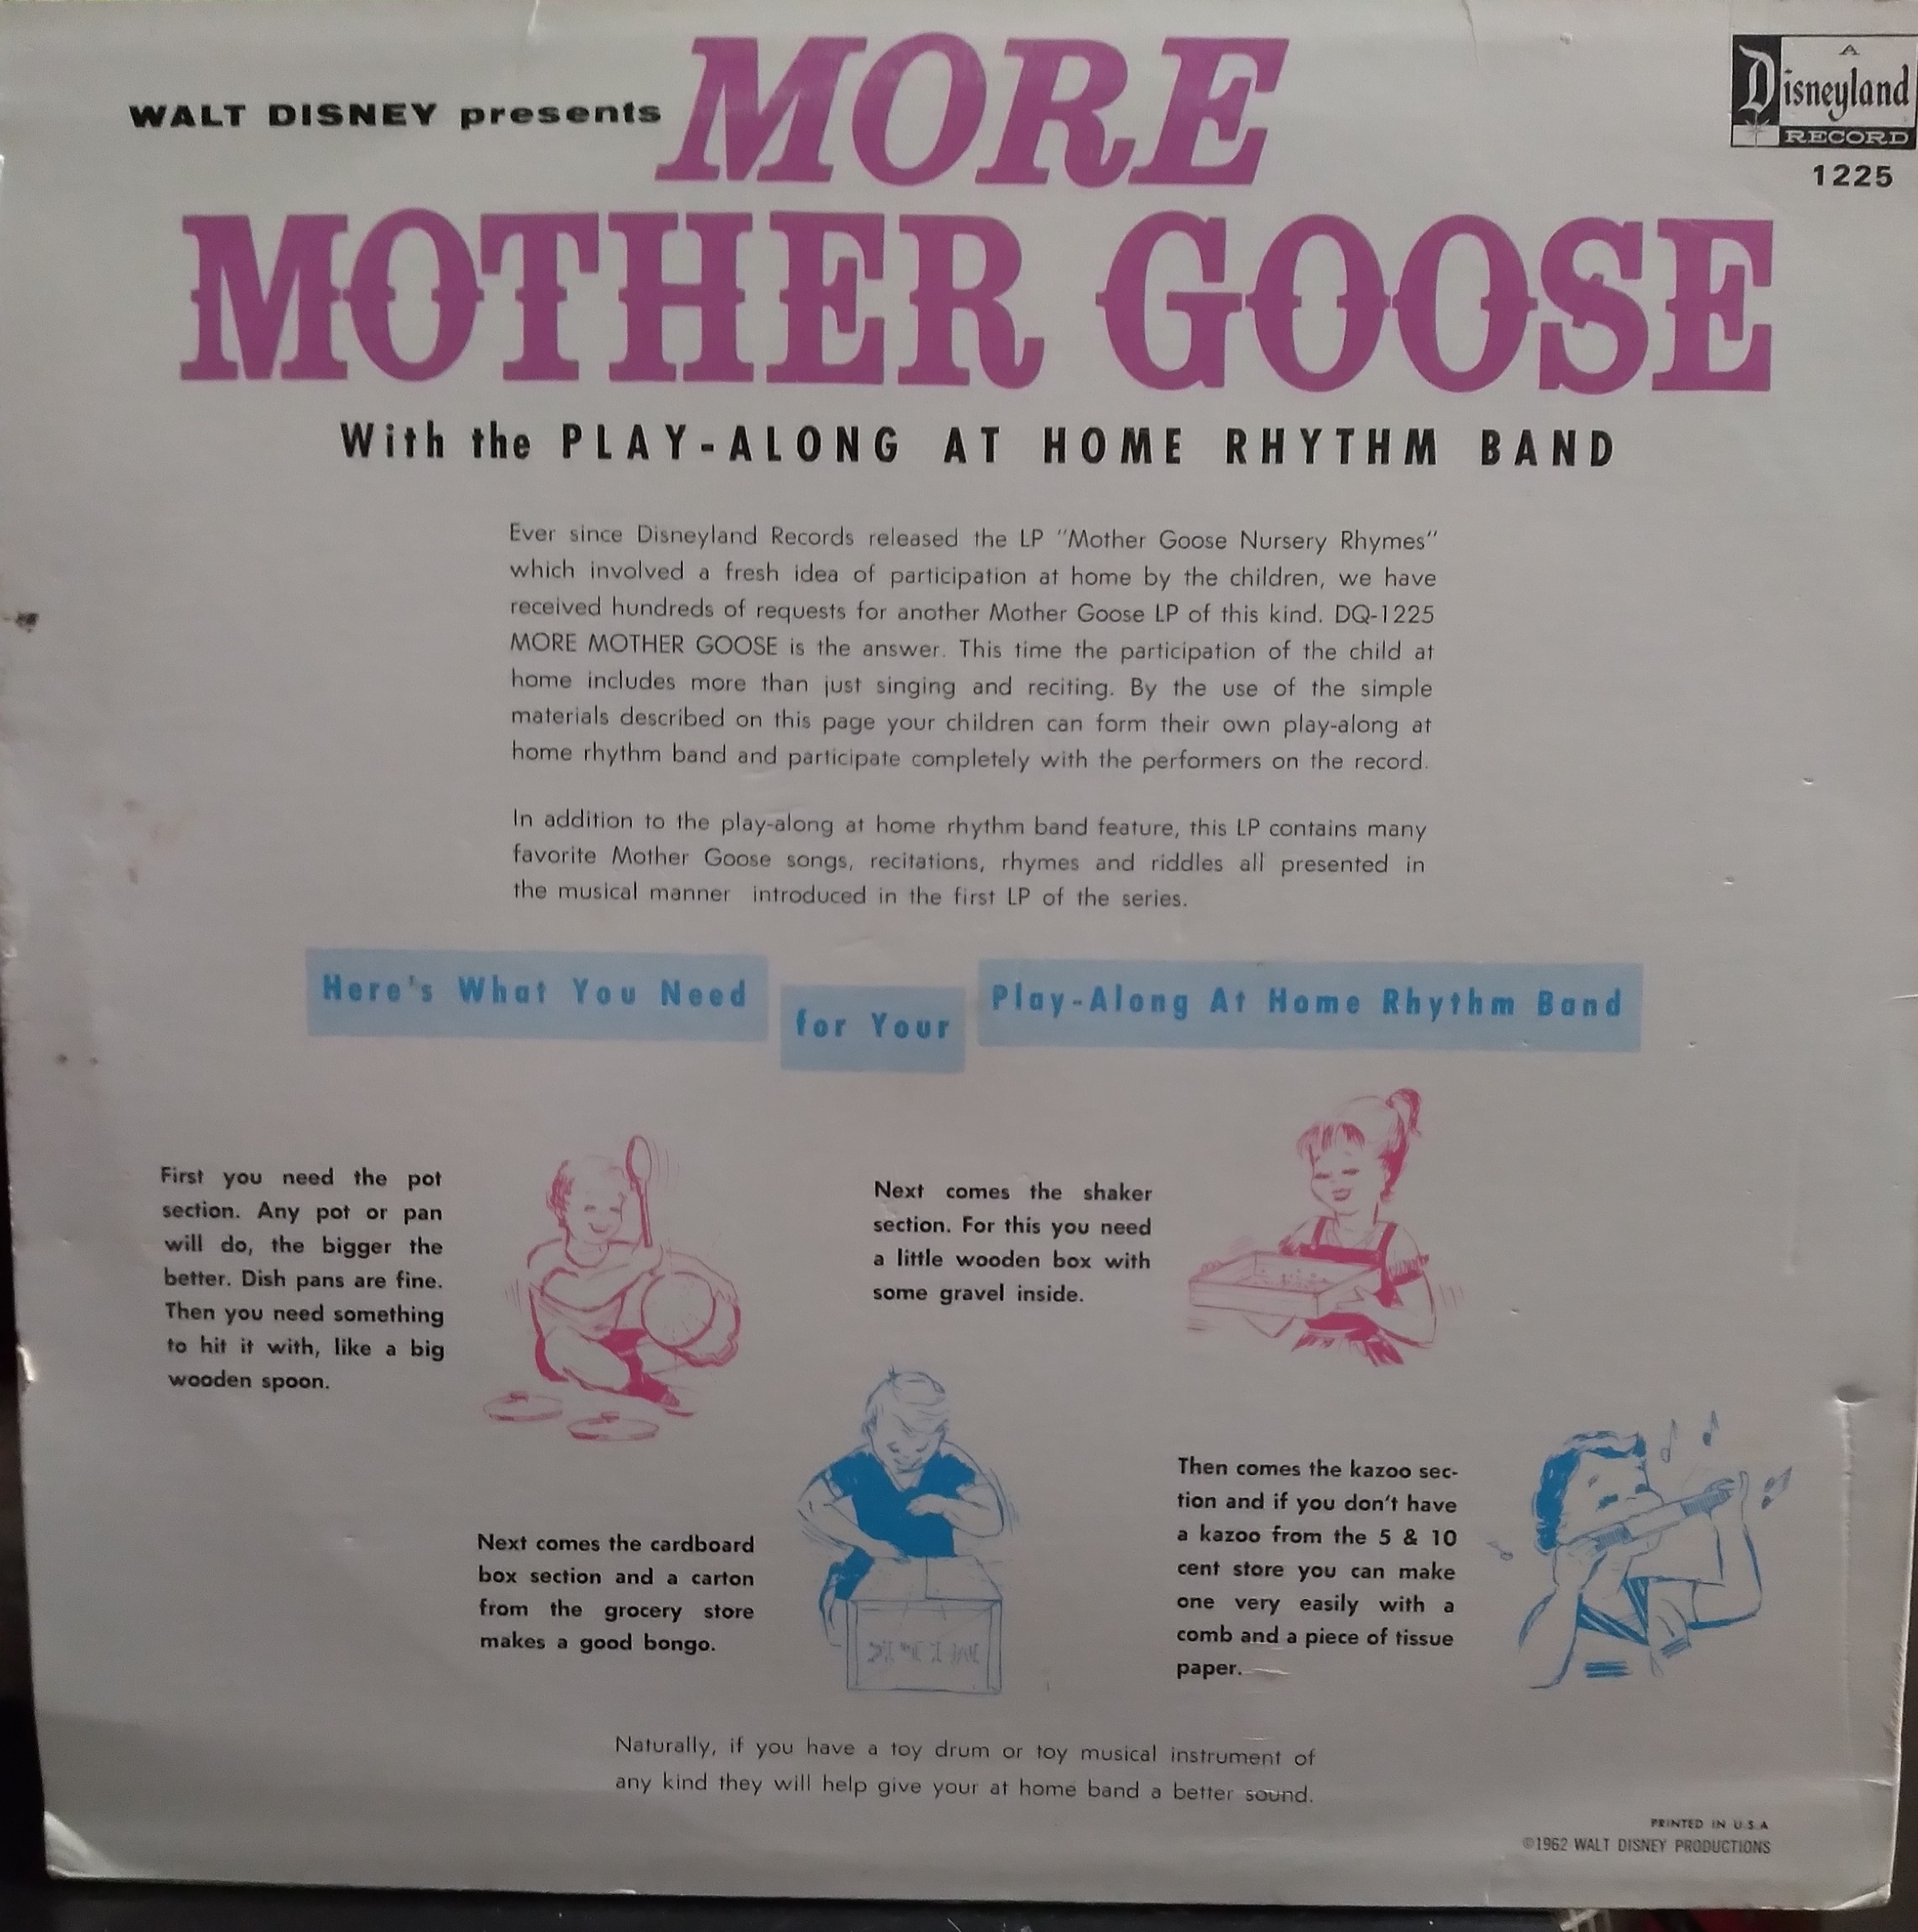 WALT DISNEY presents MORE
A
Disneyland
RECORD
1225
MOTHER GOOSE
With the PLAY-ALONG AT HOME RHYTHM BAND
Ever since Disneyland Records released the LP "Mother Goose Nursery Rhymes"
which involved a fresh idea of participation at home by the children, we have
received hundreds of requests for another Mother Goose LP of this kind. DQ-1225
MORE MOTHER GOOSE is the answer. This time the participation of the child at
home includes more than just singing and reciting. By the use of the simple
materials described on this page your children can form their own play-along at
home rhythm band and participate completely with the performers on the record.
In addition to the play-along at home rhythm band feature, this LP contains many
favorite Mother Goose songs, recitations, rhymes and riddles all presented in
the musical manner introduced in the first LP of the series.
Here's What You Need for Your Play-Along At Home Rhythm Band
First you need the pot
section. Any pot or pan
will do, the bigger the
better. Dish pans are fine.
Then you need something
to hit it with, like a big
wooden spoon.
Next comes the shaker
section. For this you need
a little wooden box with
some gravel inside.
Next comes the cardboard
box section and a carton
from the grocery store
makes a good bongo.
Then comes the kazoo sec-
tion and if you don't have
a kazoo from the 5 & 10
cent store you can make
one very easily with a
comb and a piece of tissue
paper.
Naturally, if you have a toy drum or toy musical instrument of
any kind they will help give your at home band a better sound.
PRINTED IN U.S.A
©1962 WALT DISNEY PRODUCTIONS